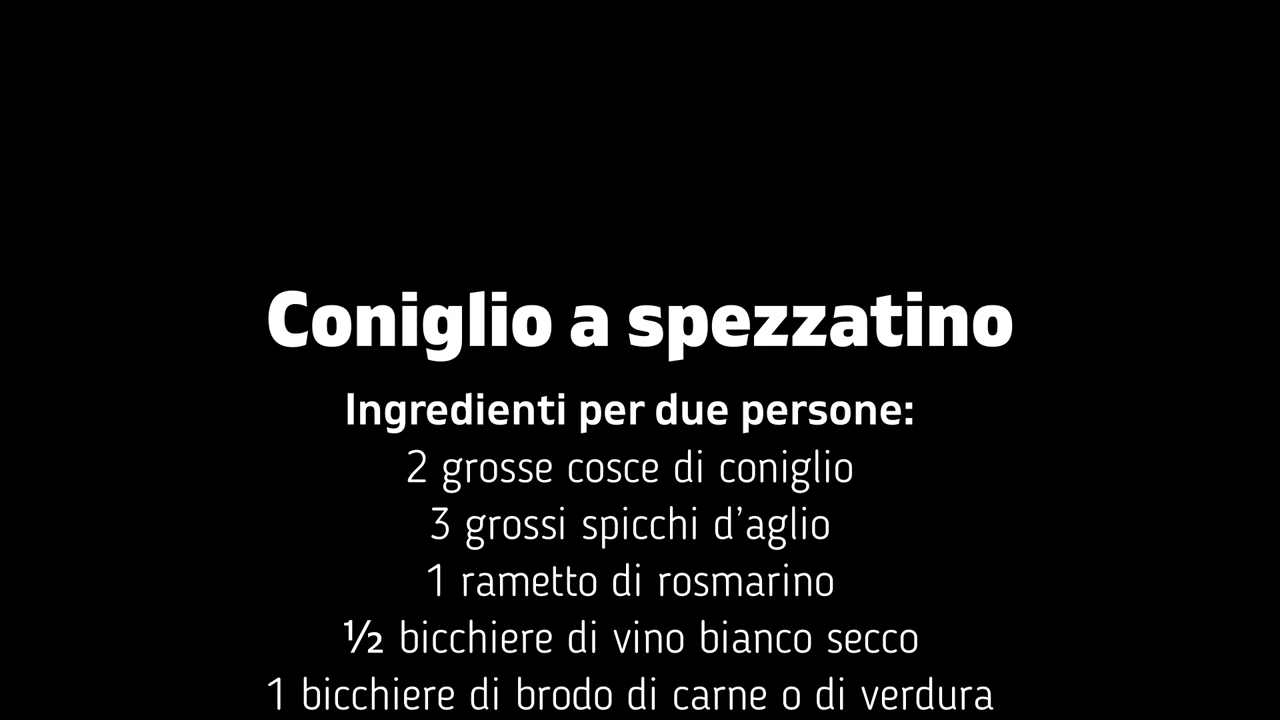 Coniglio a spezzatino
Ingredienti per due persone:
2 grosse cosce di coniglio
3 grossi spicchi d’aglio
1 rametto di rosmarino
½ bicchiere di vino bianco secco
1 bicchiere di brodo di carne o di verdura